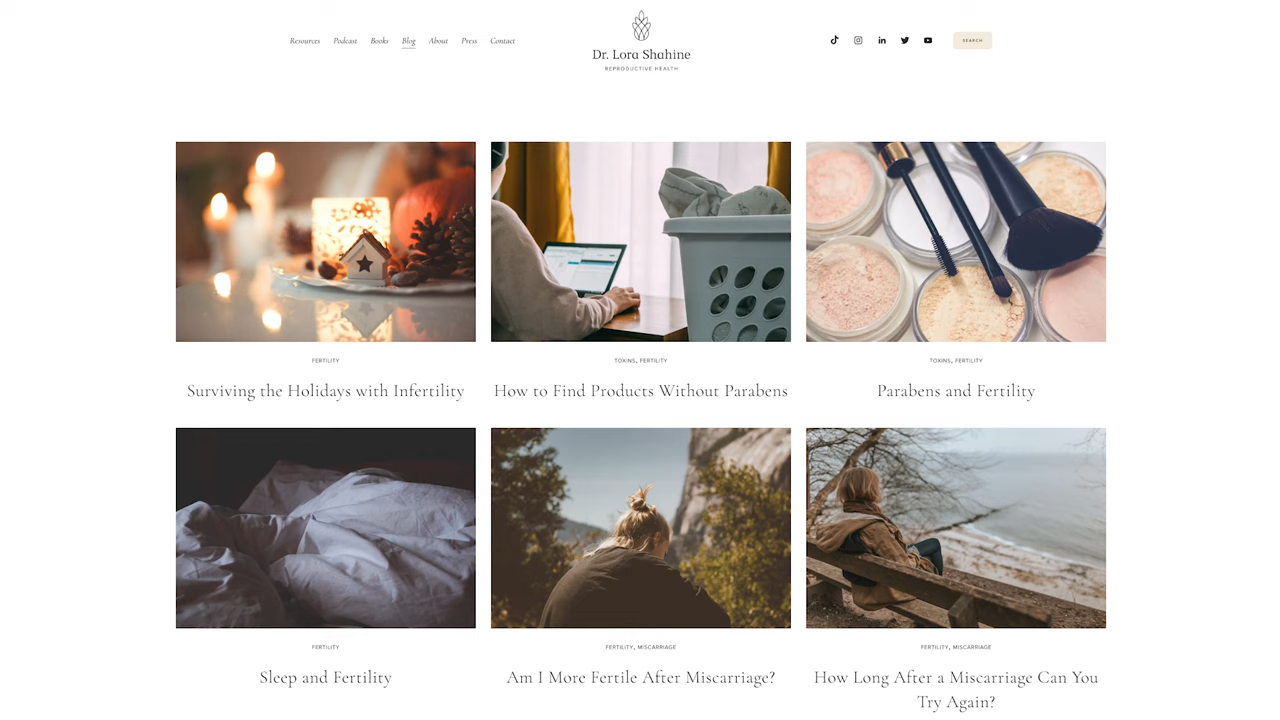 Resources Podcast Books Blog About Press Contact
Dr. Lora Shahine
REPRODUCTIVE HEALTH
SEARCH
FERTILITY
Surviving the Holidays with Infertility
TOXINS, FERTILITY
How to Find Products Without Parabens
TOXINS, FERTILITY
Parabens and Fertility
FERTILITY
Sleep and Fertility
FERTILITY, MISCARRIAGE
Am I More Fertile After Miscarriage?
FERTILITY, MISCARRIAGE
How Long After a Miscarriage Can You
Try Again?